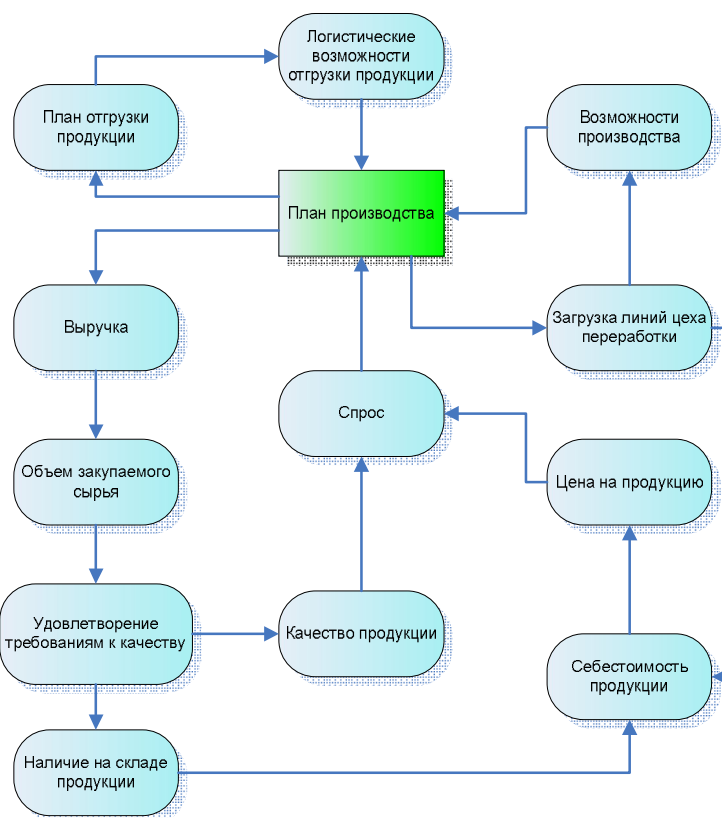 Логистические
возможности
отгрузки продукции
План отгрузки
продукции
Возможности
производства
План производства
Выручка
Загрузка линий цеха
переработки
Спрос
Объем закупаемого
сырья
Цена на продукцию
Удовлетворение
требованиям к качеству
Качество продукции
Себестоимость
продукции
Наличие на складе
продукции